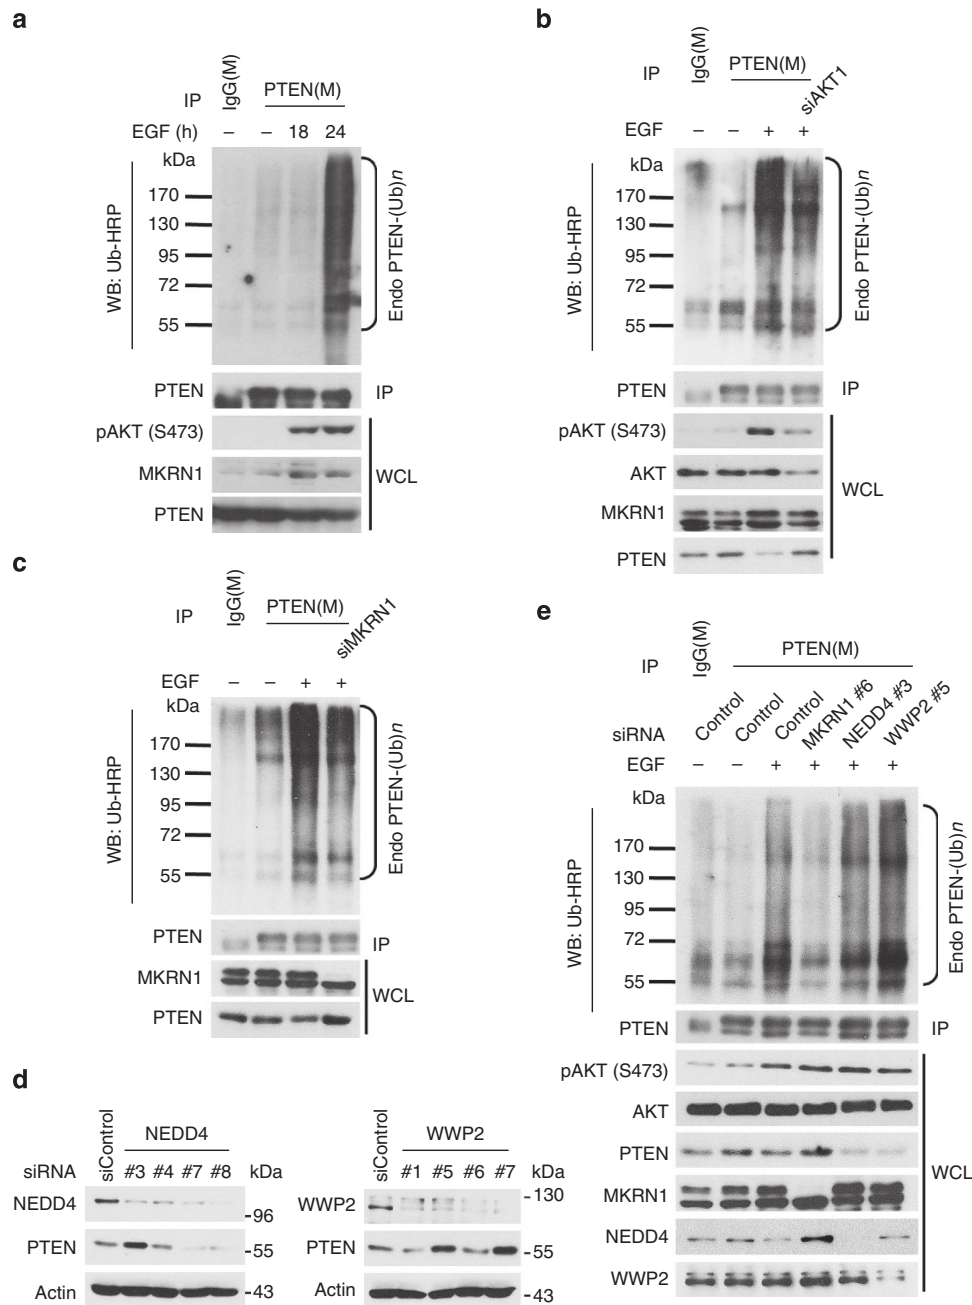 a
IP
IgG(M)
PTEN(M)
EGF (h)
– – 18 24
kDa
170
130
95
72
55
WB: Ub-HRP
Endo PTEN-(Ub)n
PTEN
IP
pAKT (S473)
MKRN1
PTEN
WCL
b
IP
IgG(M)
PTEN(M)
siAKT1
EGF
– – + +
kDa
170
130
95
72
55
WB: Ub-HRP
Endo PTEN-(Ub)n
PTEN
IP
pAKT (S473)
AKT
MKRN1
PTEN
WCL
c
IP
IgG(M)
PTEN(M)
siMKRN1
EGF
– – + +
kDa
170
130
95
72
55
WB: Ub-HRP
Endo PTEN-(Ub)n
PTEN
IP
MKRN1
PTEN
WCL
d
siControl
NEDD4
siRNA
#3 #4 #7 #8 kDa
NEDD4
-96
PTEN
-55
Actin
-43
siControl
WWP2
#1 #5 #6 #7 kDa
WWP2
-130
PTEN
-55
Actin
-43
e
IP
IgG(M)
PTEN(M)
siRNA
Control
Control
Control
MKRN1 #6
NEDD4 #3
WWP2 #5
EGF
– – + + + +
kDa
170
130
95
72
55
WB: Ub-HRP
Endo PTEN-(Ub)n
PTEN
IP
pAKT (S473)
AKT
PTEN
MKRN1
NEDD4
WWP2
WCL